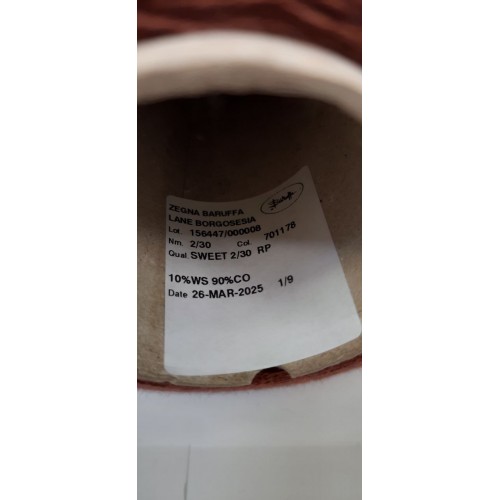 ZEGNA BARUFFA
LANE BORGOSESIA
Lot. 156447/000008
Nm. 2/30 Col. 701178
Qual. SWEET 2/30 RP
10%WS 90%CO
Date 26-MAR-2025 1/9